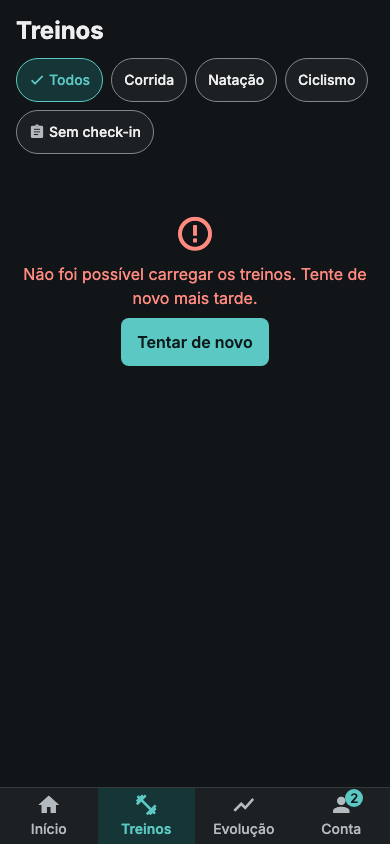 Treinos
Todos
Corrida
Natação
Ciclismo
Sem check-in
Não foi possível carregar os treinos. Tente de
novo mais tarde.
Tentar de novo
2
Início
Treinos
Evolução
Conta